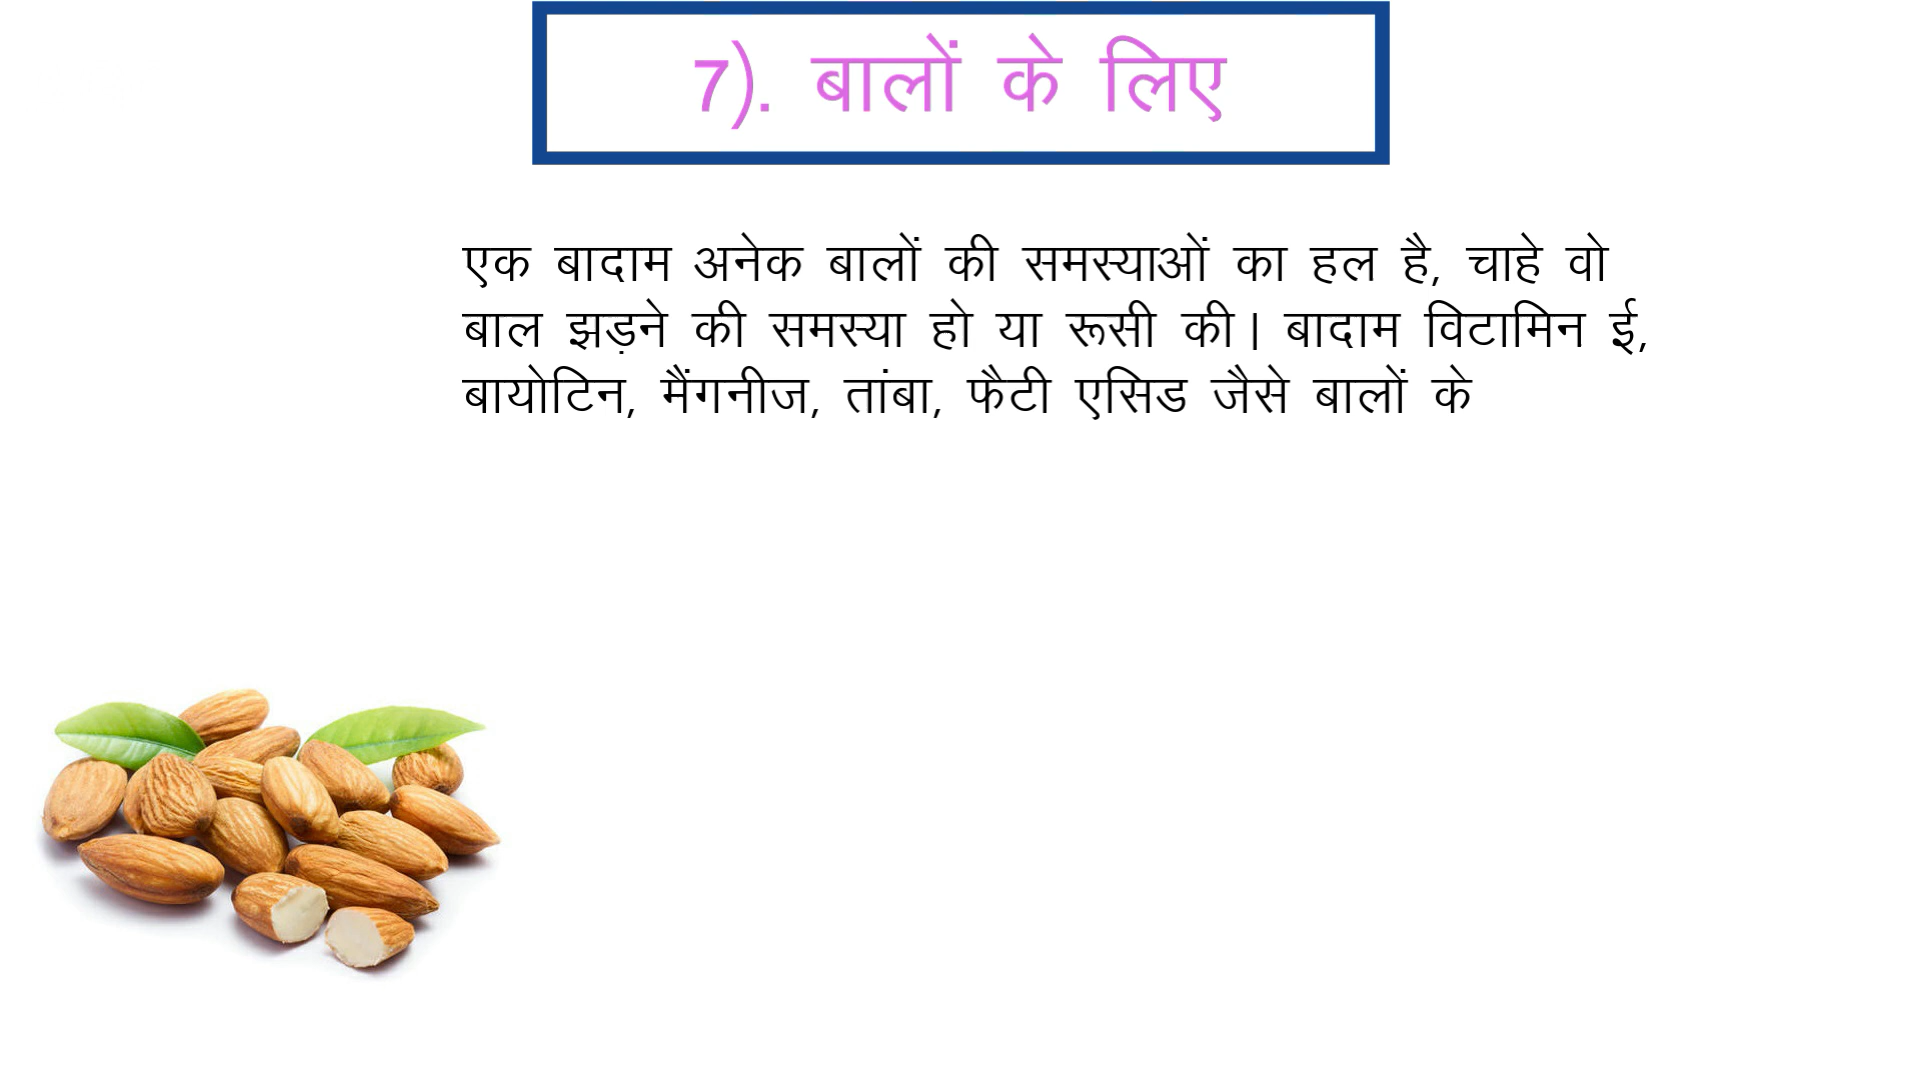 7). बालों के लिए
एक बादाम अनेक बालों की समस्याओं का हल है, चाहे वो
बाल झड़ने की समस्या हो या रूसी की। बादाम विटामिन ई,
बायोटिन, मैंगनीज, तांबा, फैटी एसिड जैसे बालों के